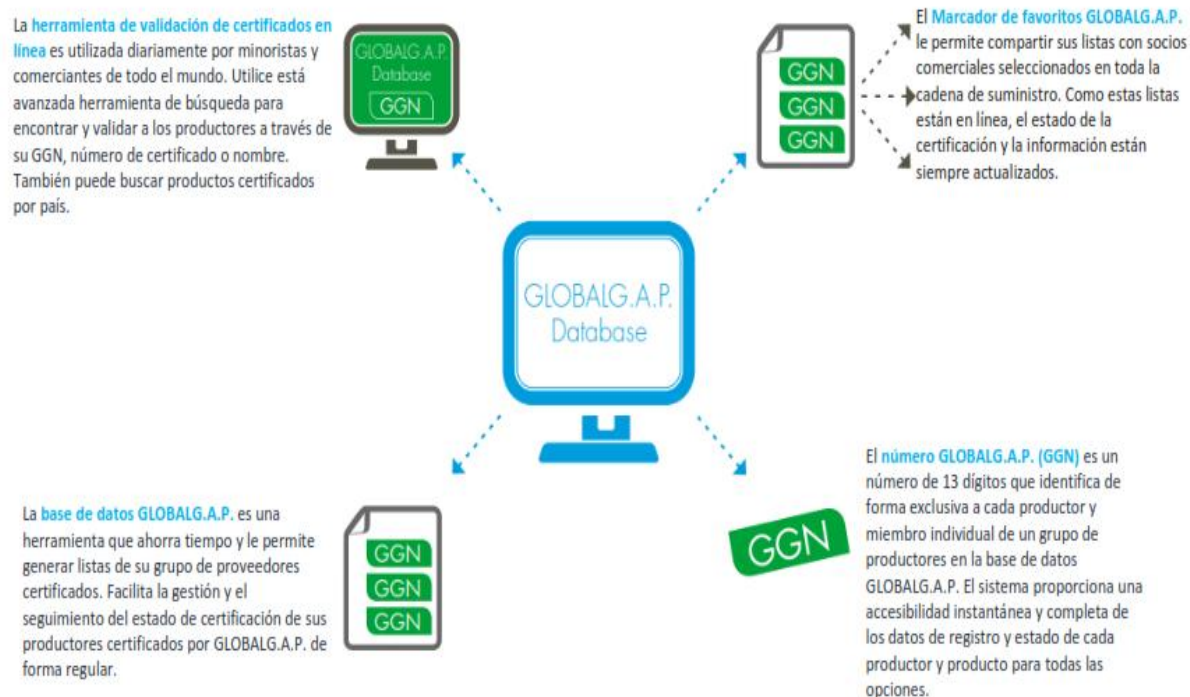 La herramienta de validación de certificados en
línea es utilizada diariamente por minoristas y
comerciantes de todo el mundo. Utilice está
avanzada herramienta de búsqueda para
encontrar y validar a los productores a través de
su GGN, número de certificado o nombre.
También puede buscar productos certificados
por país.
GLOBALG.A.P.
Database
GGN
GGN
GGN
GGN
El Marcador de favoritos GLOBALG.A.P.
le permite compartir sus listas con socios
comerciales seleccionados en toda la
cadena de suministro. Como estas listas
están en línea, el estado de la
certificación y la información están
siempre actualizados.
GLOBALG.A.P.
Database
La base de datos GLOBALG.A.P. es una
herramienta que ahorra tiempo y le permite
generar listas de su grupo de proveedores
certificados. Facilita la gestión y el
seguimiento del estado de certificación de sus
productores certificados por GLOBALG.A.P. de
forma regular.
GGN
GGN
GGN
GGN
El número GLOBALG.A.P. (GGN) es un
número de 13 dígitos que identifica de
forma exclusiva a cada productor y
miembro individual de un grupo de
productores en la base de datos
GLOBALG.A.P. El sistema proporciona una
accesibilidad instantánea y completa de
los datos de registro y estado de cada
productor y producto para todas las
opciones.